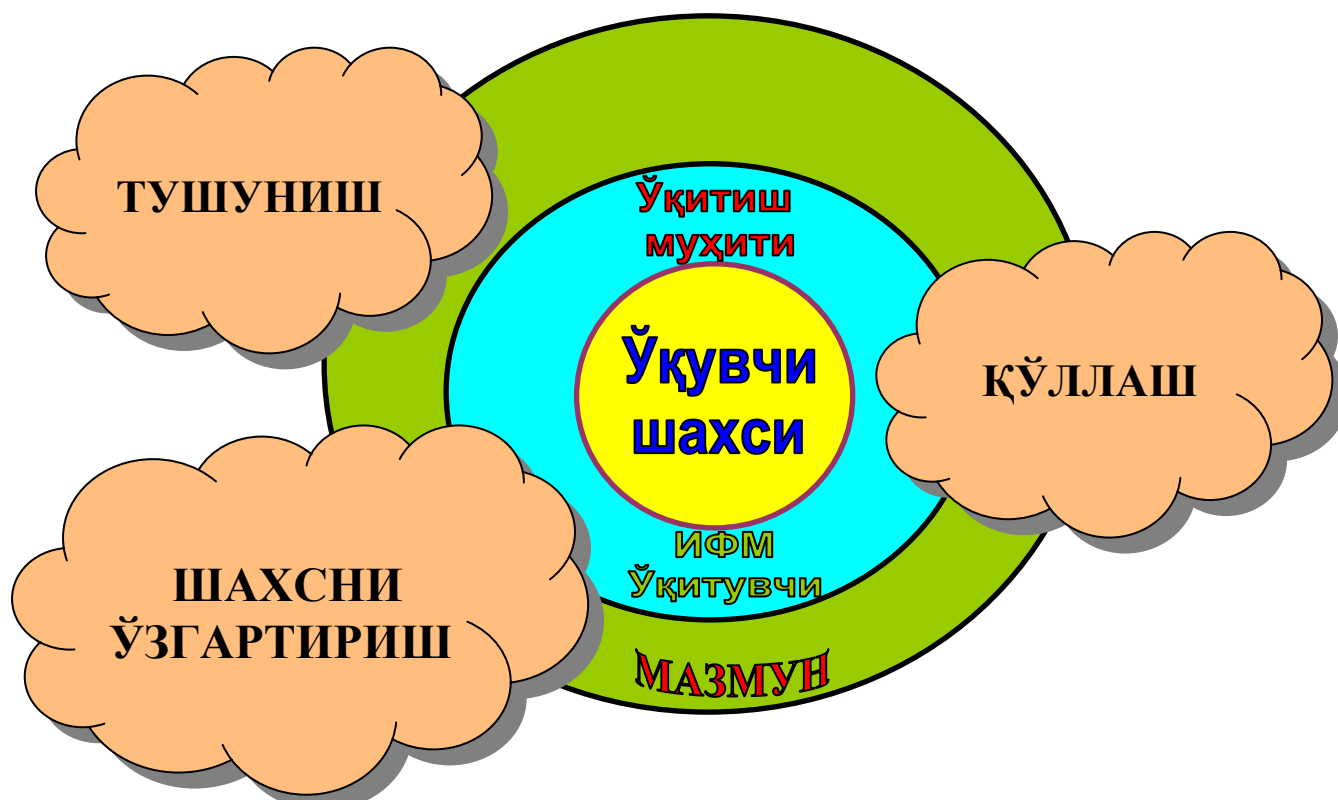 ТУШУНИШ
Ўқитиш
муҳити
Ўқувчи
шахси
ҚЎЛЛАШ
ИФМ
Ўқитувчи
ШАХСНИ
ЎЗГАРТИРИШ
МАЗМУН